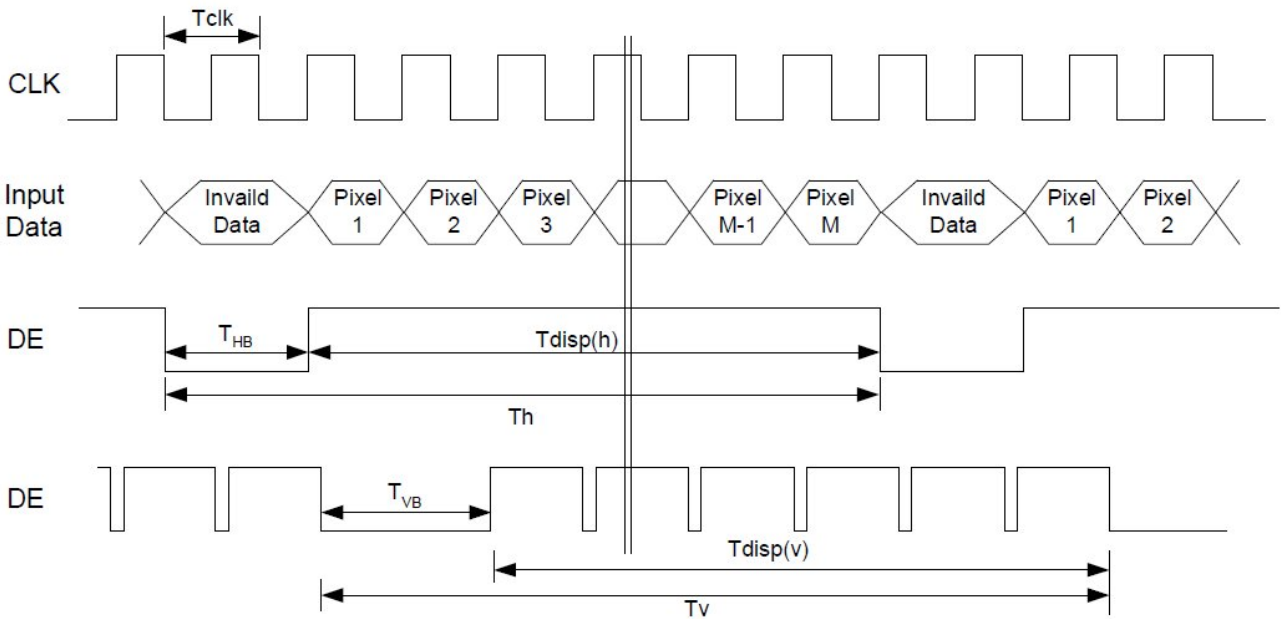 Tclk
CLK
Input
Data
Invaild
Data
Pixel
1
Pixel
2
Pixel
3
Pixel
M-1
Pixel
M
Invaild
Data
Pixel
1
Pixel
2
DE
THB
Tdisp(h)
Th
DE
TVB
Tdisp(v)
Tv